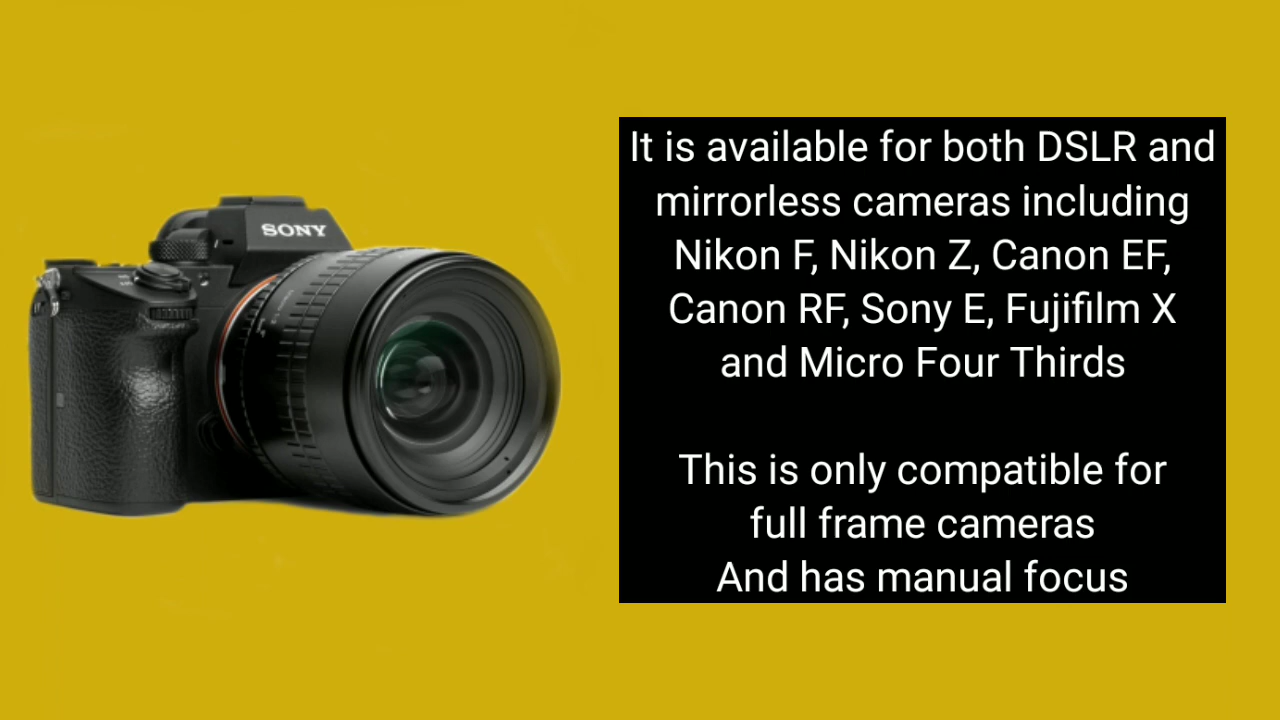 SONY
It is available for both DSLR and
mirrorless cameras including
Nikon F, Nikon Z, Canon EF,
Canon RF, Sony E, Fujifilm X
and Micro Four Thirds
This is only compatible for
full frame cameras
And has manual focus